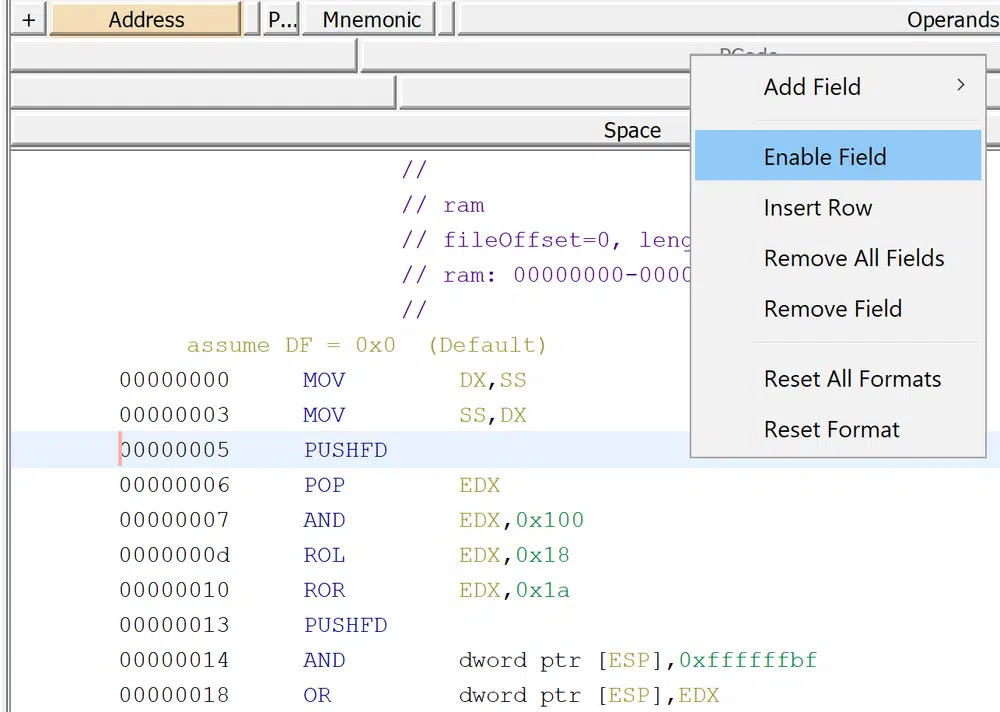 + Address P... Mnemonic Operands
PCode
Space
Add Field >
Enable Field
Insert Row
Remove All Fields
Remove Field
Reset All Formats
Reset Format
//
// ram
// fileOffset=0, leng
// ram: 00000000-0000
//
assume DF = 0x0 (Default)
00000000 MOV DX,SS
00000003 MOV SS,DX
00000005 PUSHFD
00000006 POP EDX
00000007 AND EDX,0x100
0000000d ROL EDX,0x18
00000010 ROR EDX,0x1a
00000013 PUSHFD
00000014 AND dword ptr [ESP],0xffffffbf
00000018 OR dword ptr [ESP],EDX